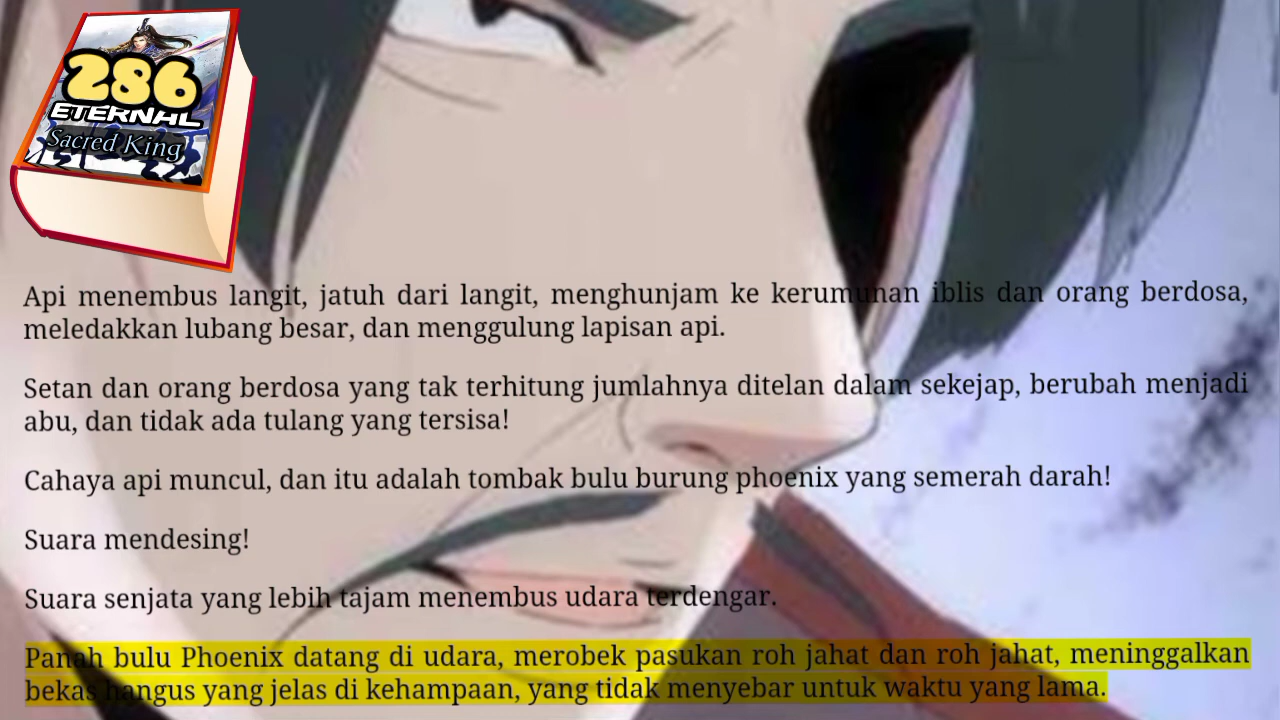 286
ETERNAL
Sacred King
Api menembus langit, jatuh dari langit, menghunjam ke kerumunan iblis dan orang berdosa,
meledakkan lubang besar, dan menggulung lapisan api.
Setan dan orang berdosa yang tak terhitung jumlahnya ditelan dalam sekejap, berubah menjadi
abu, dan tidak ada tulang yang tersisa!
Cahaya api muncul, dan itu adalah tombak bulu burung phoenix yang semerah darah!
Suara mendesing!
Suara senjata yang lebih tajam menembus udara terdengar.
Panah bulu Phoenix datang di udara, merobek pasukan roh jahat dan roh jahat, meninggalkan
bekas hangus yang jelas di kehampaan, yang tidak menyebar untuk waktu yang lama.